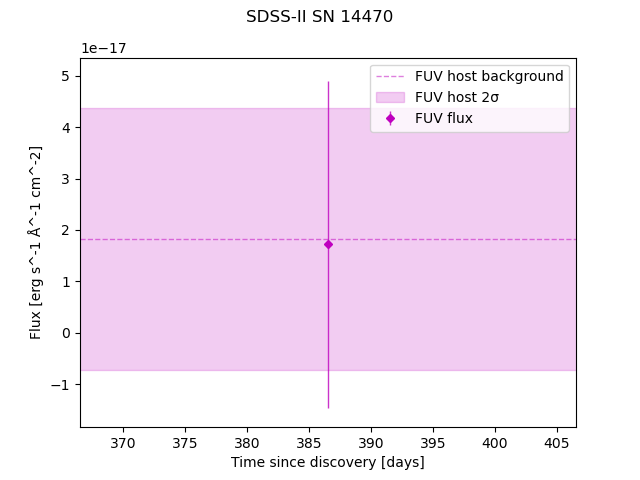 SDSS-II SN 14470
1e−17
FUV host background
FUV host 2σ
FUV flux
5
4
3
2
1
0
−1
Flux [erg s^-1 Å^-1 cm^-2]
370 375 380 385 390 395 400 405
Time since discovery [days]